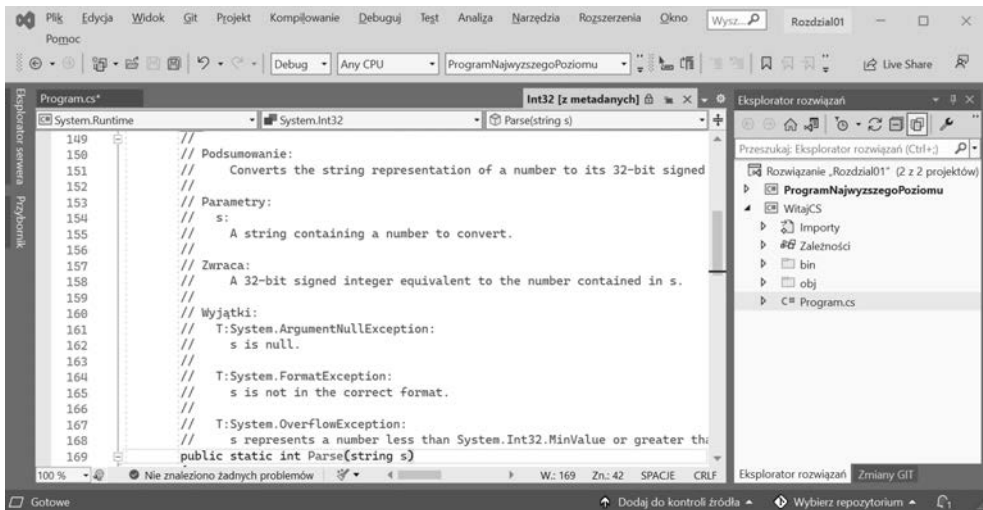 Plik Edycja Widok Git Projekt Kompilowanie Debuguj Test Analiza Narzędzia Rozszerzenia Okno Wysz... Rozdzial01
Pomoc
Debug Any CPU ProgramNajwyzszegoPoziomu Live Share
Eksplorator serwera
Przybornik
Program.cs* Int32 [z metadanych]
System.Runtime System.Int32 Parse(string s)
149 //
150 // Podsumowanie:
151 // Converts the string representation of a number to its 32-bit signed
152 //
153 // Parametry:
154 // s:
155 // A string containing a number to convert.
156 //
157 // Zwraca:
158 // A 32-bit signed integer equivalent to the number contained in s.
159 //
160 // Wyjątki:
161 // T:System.ArgumentNullException:
162 // s is null.
163 //
164 // T:System.FormatException:
165 // s is not in the correct format.
166 //
167 // T:System.OverflowException:
168 // s represents a number less than System.Int32.MinValue or greater tha
169 public static int Parse(string s)
100 % Nie znaleziono żadnych problemów W.: 169 Zn.: 42 SPACJE CRLF
Eksplorator rozwiązań
Przeszukaj: Eksplorator rozwiązań (Ctrl+;)
Rozwiązanie „Rozdzial01” (2 z 2 projektów)
C# ProgramNajwyzszegoPoziomu
C# WitajCS
Importy
Zależności
bin
obj
C# Program.cs
Eksplorator rozwiązań Zmiany GIT
Gotowe Dodaj do kontroli źródła Wybierz repozytorium 1